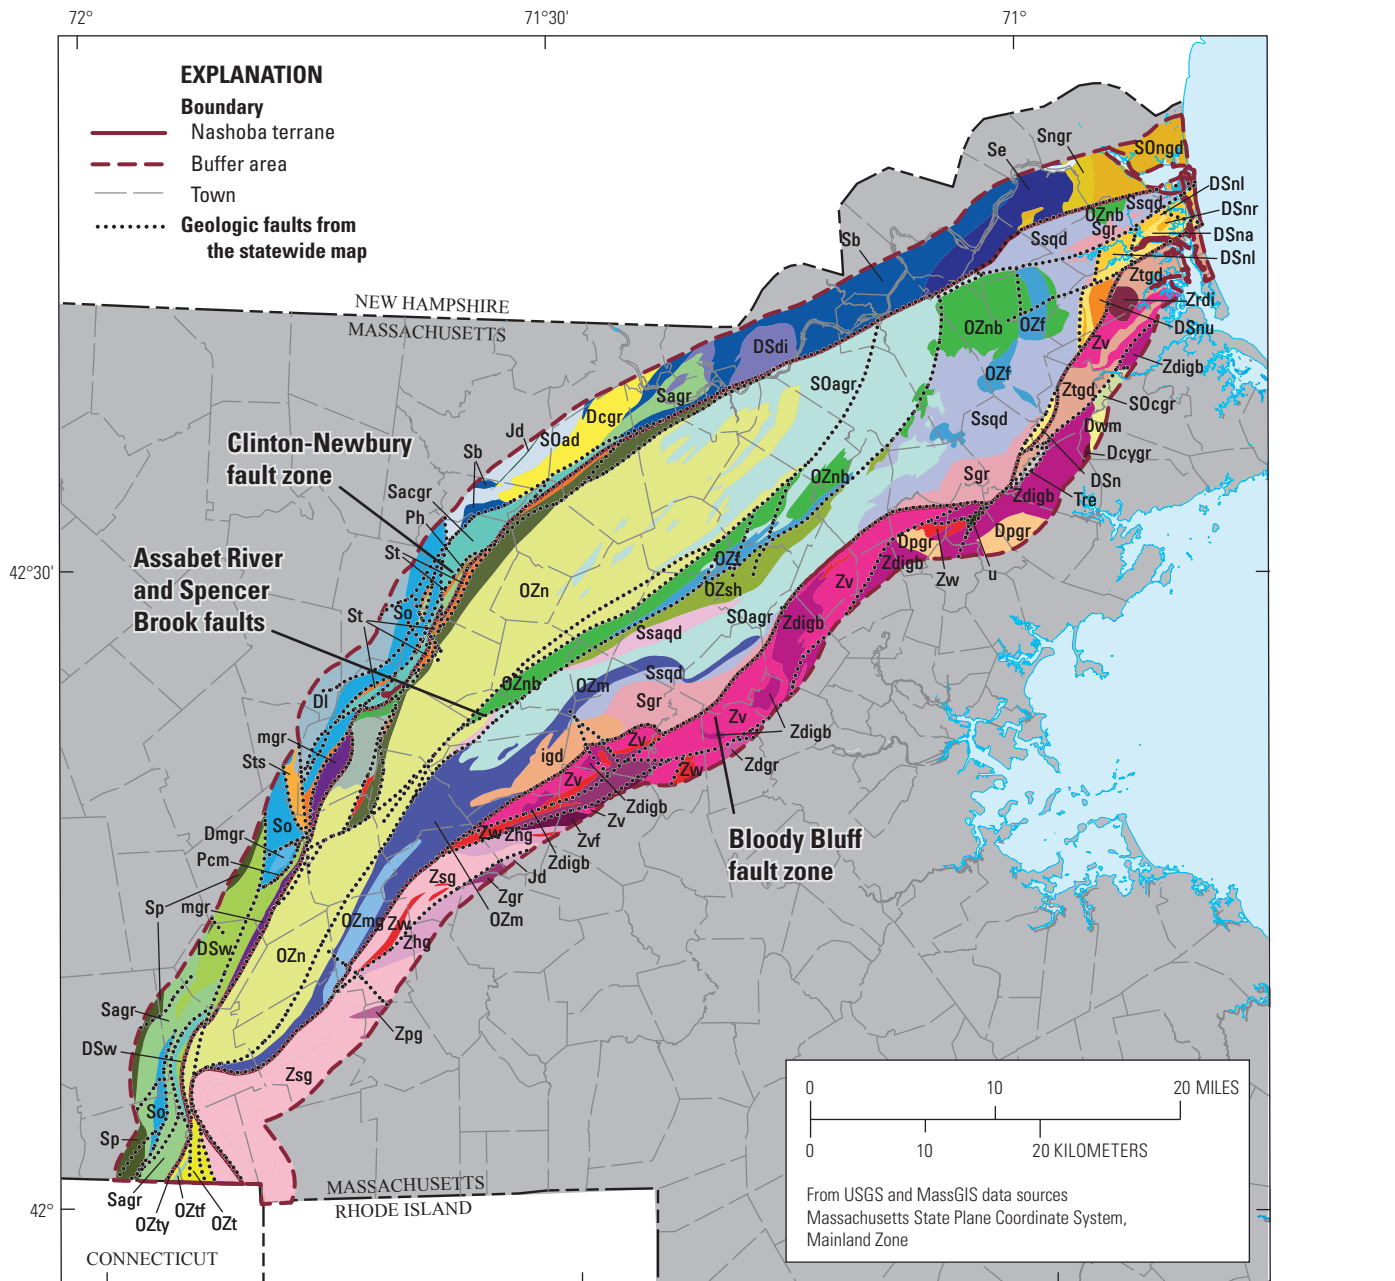 72°
71°30'
71°
EXPLANATION
Boundary
Nashoba terrane
Buffer area
Town
Geologic faults from
the statewide map
Sngr
SOngd
Se
DSnl
Ssqd
DSnr
OZnb
Sgr
DSna
Ssqd
Sb
DSnl
Ztgd
Zrdi
NEW HAMPSHIRE
MASSACHUSETTS
OZnb
OZf
DSnu
DSdi
Zv
Zdigb
SOagr
OZf
Sagr
Ztgd
SOcgr
Dcgr
Ssqd
Dwm
Jd
SOad
Clinton-Newbury
fault zone
Sb
Dcygr
Sgr
DSn
OZnb
Sacgr
Zdigb
Tre
Ph
Dpgr
Dpgr
St
Assabet River
and Spencer
Brook faults
OZt
Zdigb
42°30'
Zw
u
Zv
OZn
OZsh
So
St
SOagr
Zdigb
Ssaqd
Ssqd
OZnb
OZm
Dl
Sgr
Zv
Zdigb
mgr
Zv
igd
Sts
Zdgr
Zw
Zv
Zdigb
So
Zv
Dmgr
Zw
Zhg
Zvf
Bloody Bluff
fault zone
Pcm
Zdigb
Jd
Zsg
Zgr
Sp
mgr
OZm
OZmg
Zw
Zhg
DSw
OZn
Sagr
Zpg
DSw
Zsg
So
Sp
0
10
20 MILES
0
10
20 KILOMETERS
From USGS and MassGIS data sources
Massachusetts State Plane Coordinate System,
Mainland Zone
MASSACHUSETTS
RHODE ISLAND
Sagr
42°
OZtf
OZty
OZt
CONNECTICUT